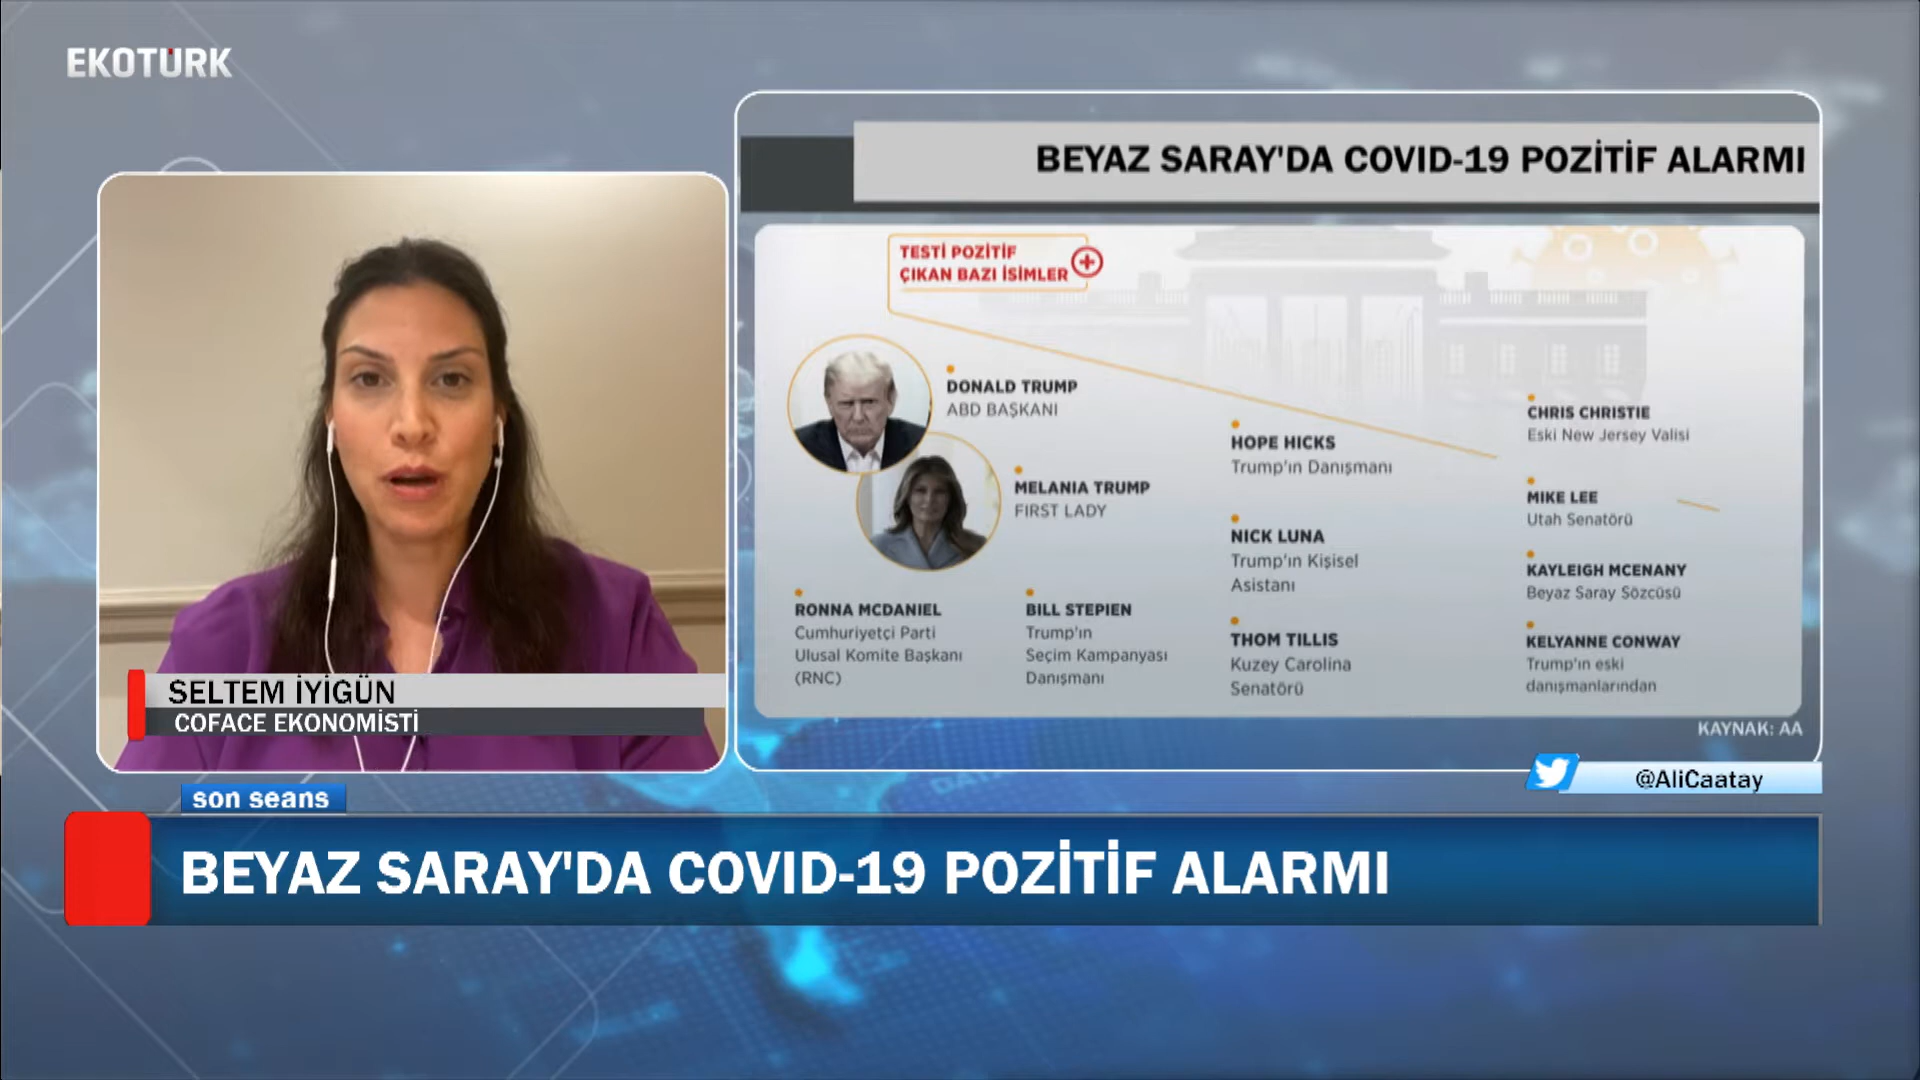 EKOTÜRK
BEYAZ SARAY'DA COVID-19 POZİTİF ALARMI
TESTİ POZİTİF
ÇIKAN BAZI İSİMLER
DONALD TRUMP
ABD BAŞKANI
MELANIA TRUMP
FIRST LADY
RONNA MCDANIEL
Cumhuriyetçi Parti
Ulusal Komite Başkanı
(RNC)
BILL STEPIEN
Trump'ın
Seçim Kampanyası
Danışmanı
HOPE HICKS
Trump'ın Danışmanı
NICK LUNA
Trump'ın Kişisel
Asistanı
THOM TILLIS
Kuzey Carolina
Senatörü
CHRIS CHRISTIE
Eski New Jersey Valisi
MIKE LEE
Utah Senatörü
KAYLEIGH MCENANY
Beyaz Saray Sözcüsü
KELYANNE CONWAY
Trump'ın eski
danışmanlarından
KAYNAK: AA
SELTEM İYİGÜN
COFACE EKONOMİSTİ
@AliCaatay
son seans
BEYAZ SARAY'DA COVID-19 POZİTİF ALARMI